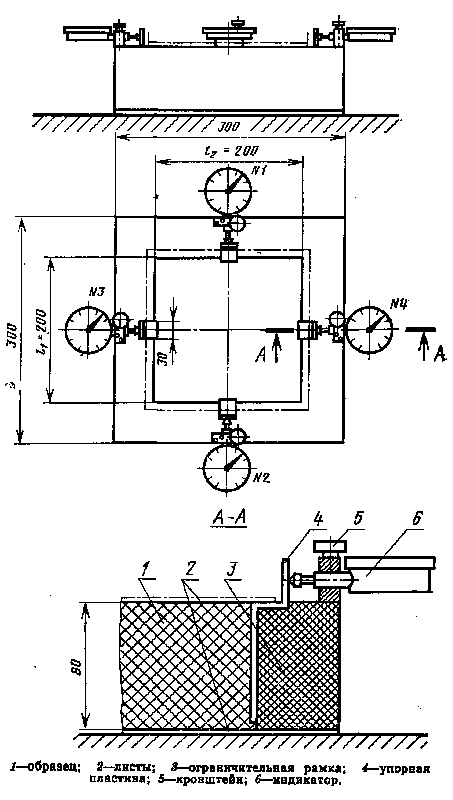 300
l₂ = 200
N1
300
l₁ = 200
N3
30
A
A
N4
N2
A-A
1
2
3
4
5
6
80
1—образец; 2—листы; 3—ограничительная рамка; 4—упорная
пластина; 5—кронштейн; 6—индикатор.